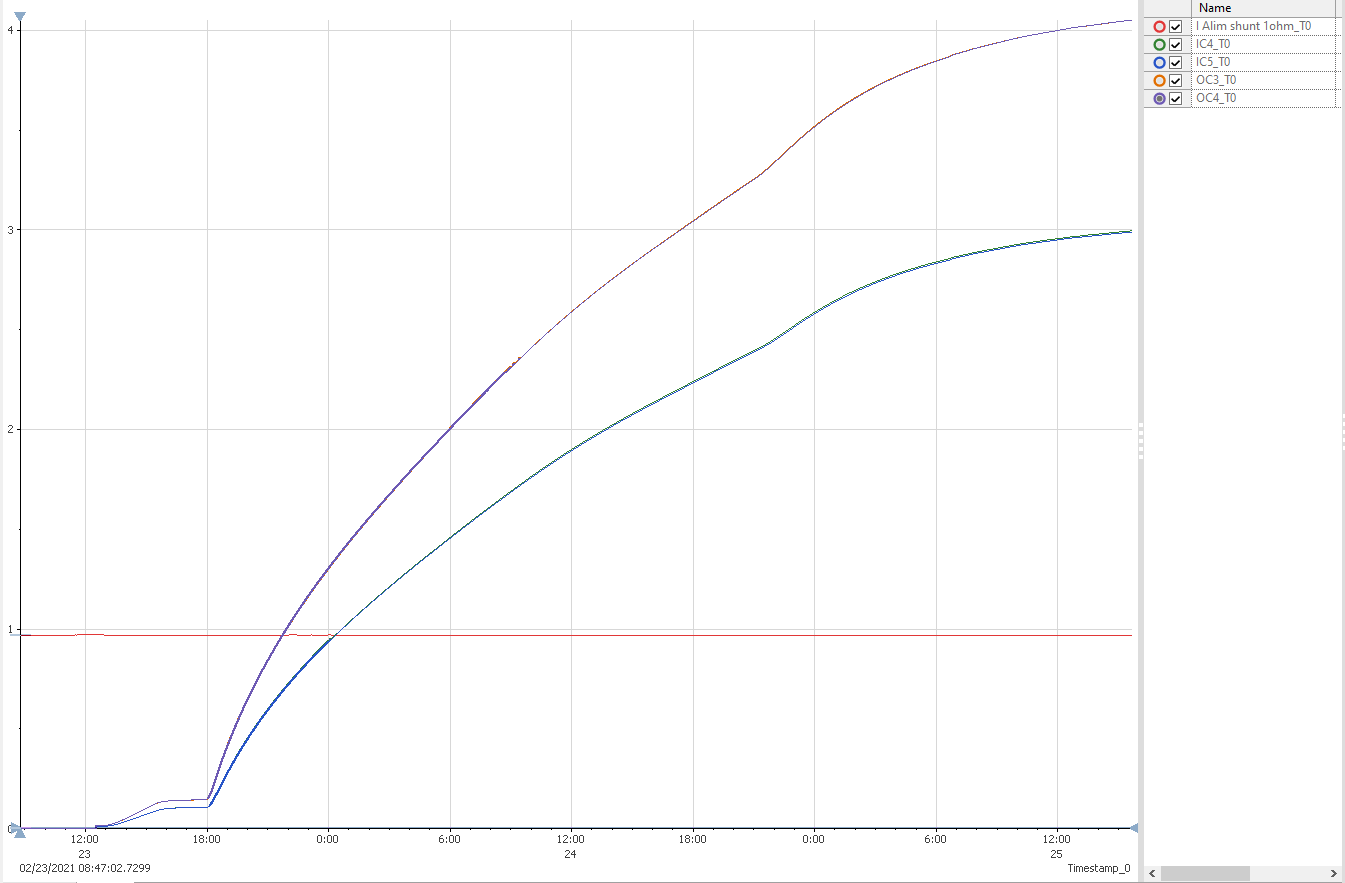 Name
I Alim shunt 1ohm_T0
IC4_T0
IC5_T0
OC3_T0
OC4_T0
4
3
2
1
0
12:00 18:00 0:00 6:00 12:00 18:00 0:00 6:00 12:00
23 24 25
02/23/2021 08:47:02.7299 Timestamp_0